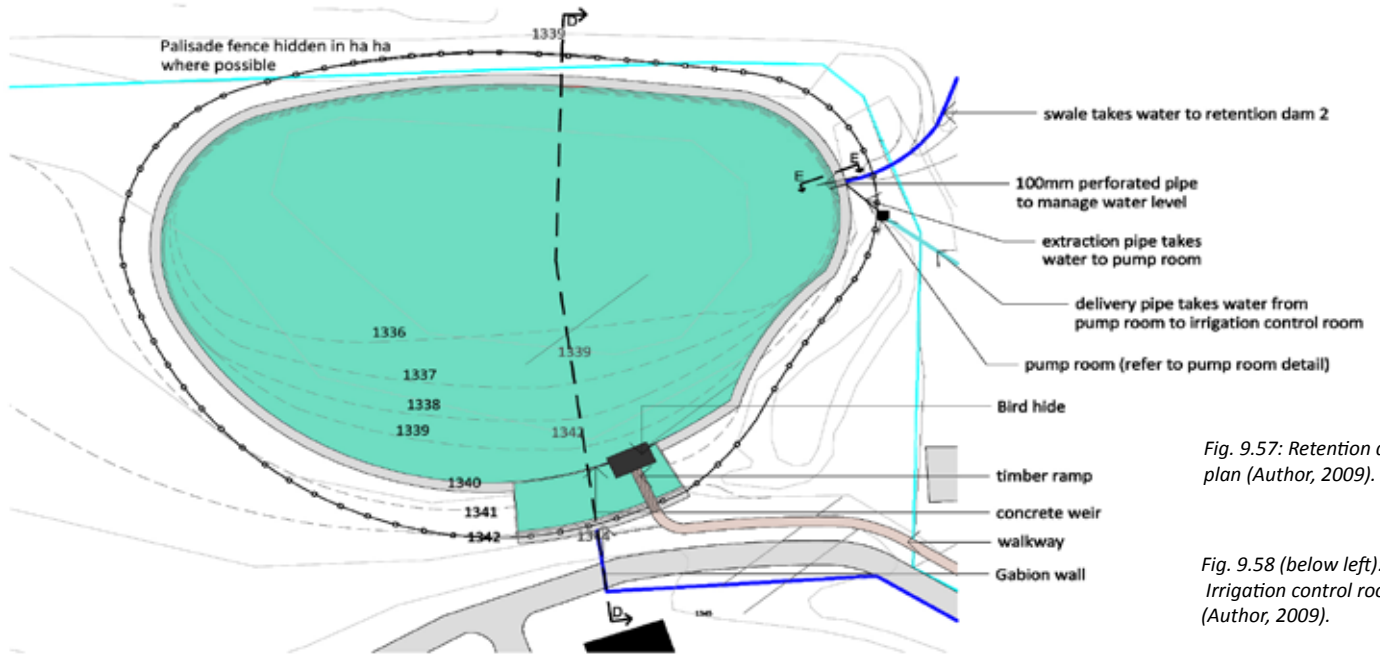 D
1339
Palisade fence hidden in ha ha
where possible
swale takes water to retention dam 2
E
E
100mm perforated pipe
to manage water level
extraction pipe takes
water to pump room
delivery pipe takes water from
pump room to irrigation control room
1336
1339
pump room (refer to pump room detail)
1337
1338
Bird hide
1339
1342
Fig. 9.57: Retention
plan (Author, 2009).
1340
timber ramp
1341
concrete weir
1342
walkway
Gabion wall
Fig. 9.58 (below left)
Irrigation control
(Author, 2009).
D
1345